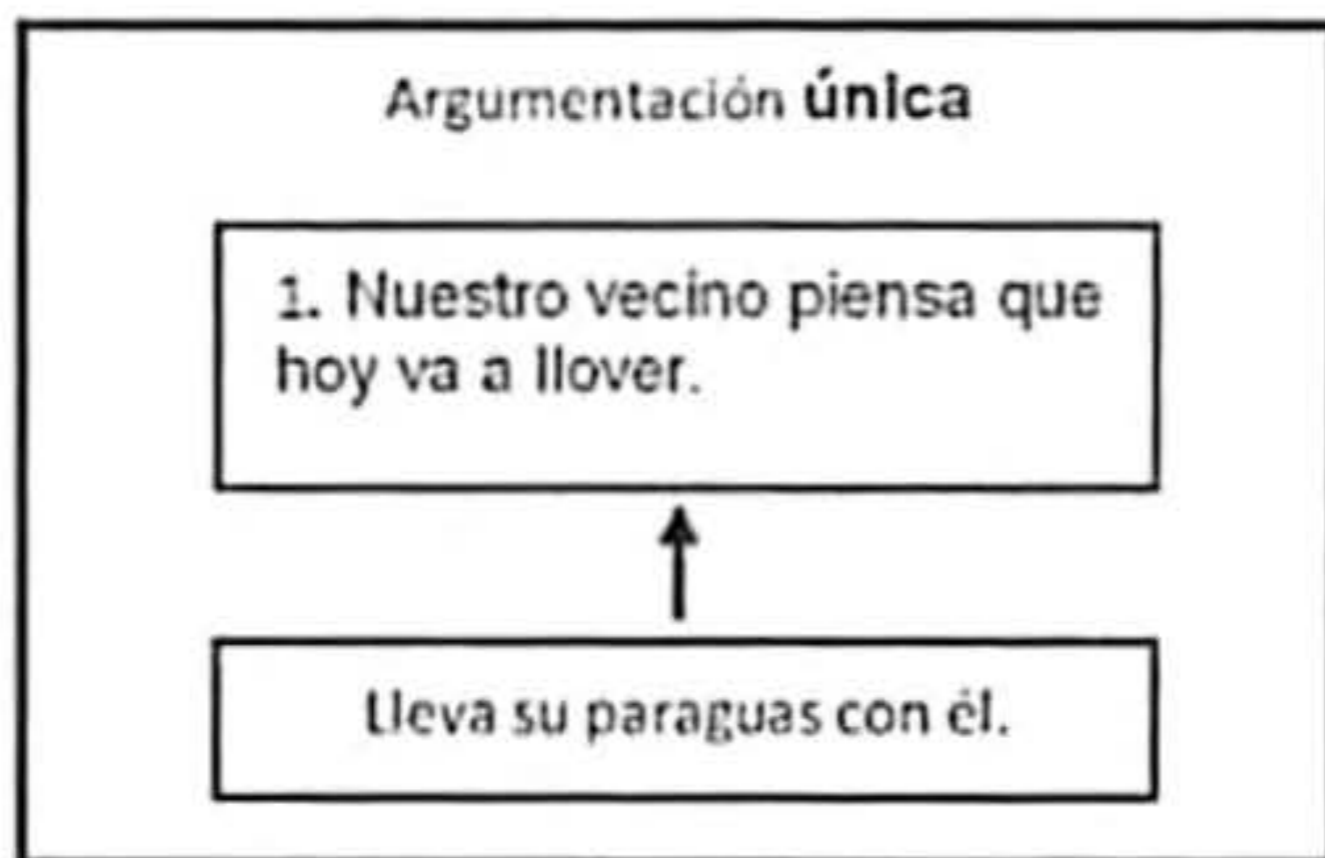 Argumentación única
1. Nuestro vecino piensa que
hoy va a llover.
Lleva su paraguas con él.